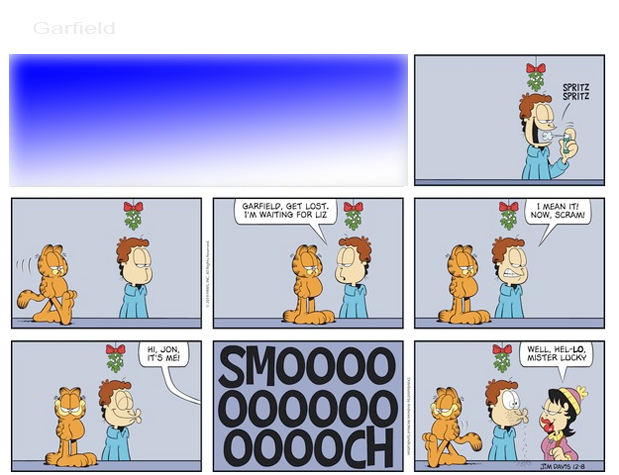 Garfield
SPRITZ
SPRITZ
GARFIELD, GET LOST.
I'M WAITING FOR LIZ
I MEAN IT!
NOW, SCRAM!
HI, JON,
IT'S ME!
SMOOOO
OOOOOO
OOOOCH
WELL, HEL-LO,
MISTER LUCKY
JIM DAVIS 12-8